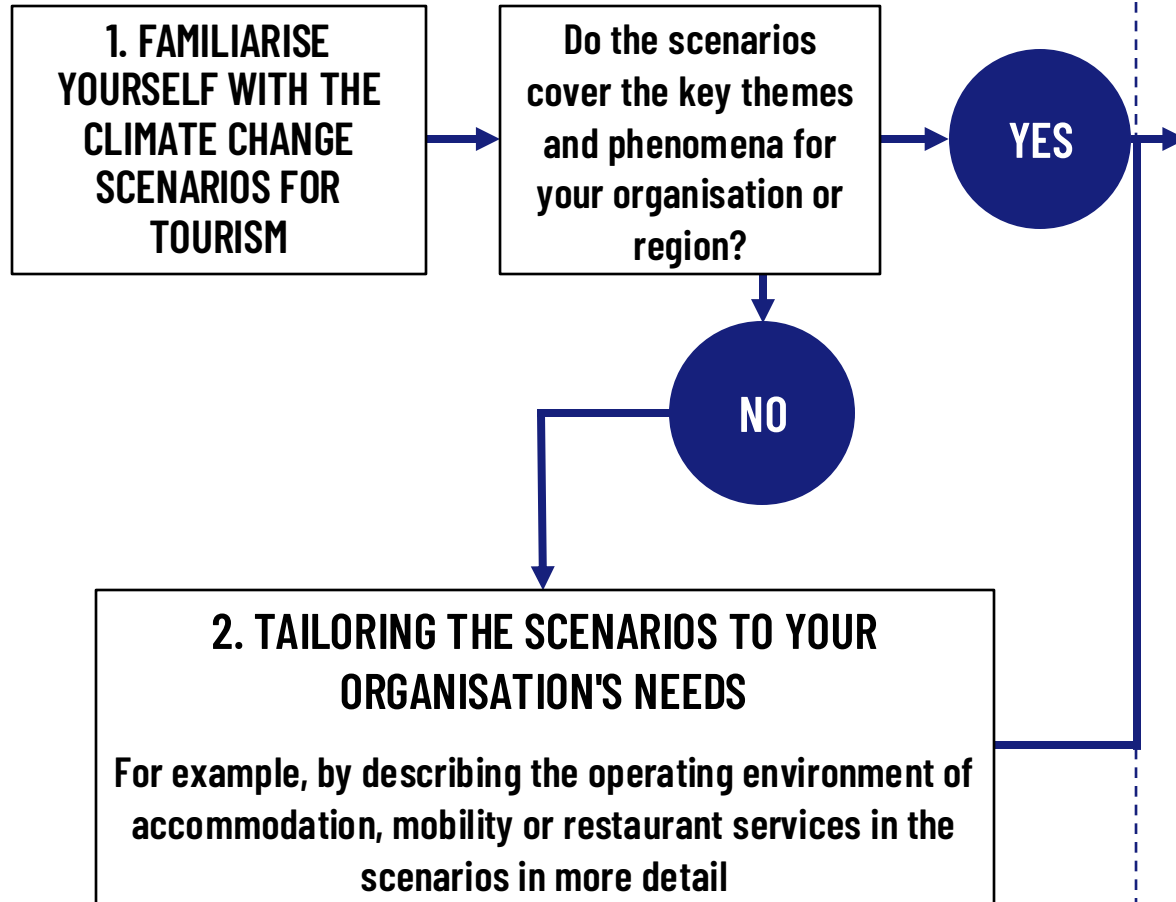 1. FAMILIARISE
YOURSELF WITH THE
CLIMATE CHANGE
SCENARIOS FOR
TOURISM
Do the scenarios
cover the key themes
and phenomena for
your organisation or
region?
YES
NO
2. TAILORING THE SCENARIOS TO YOUR
ORGANISATION'S NEEDS
For example, by describing the operating environment of
accommodation, mobility or restaurant services in the
scenarios in more detail